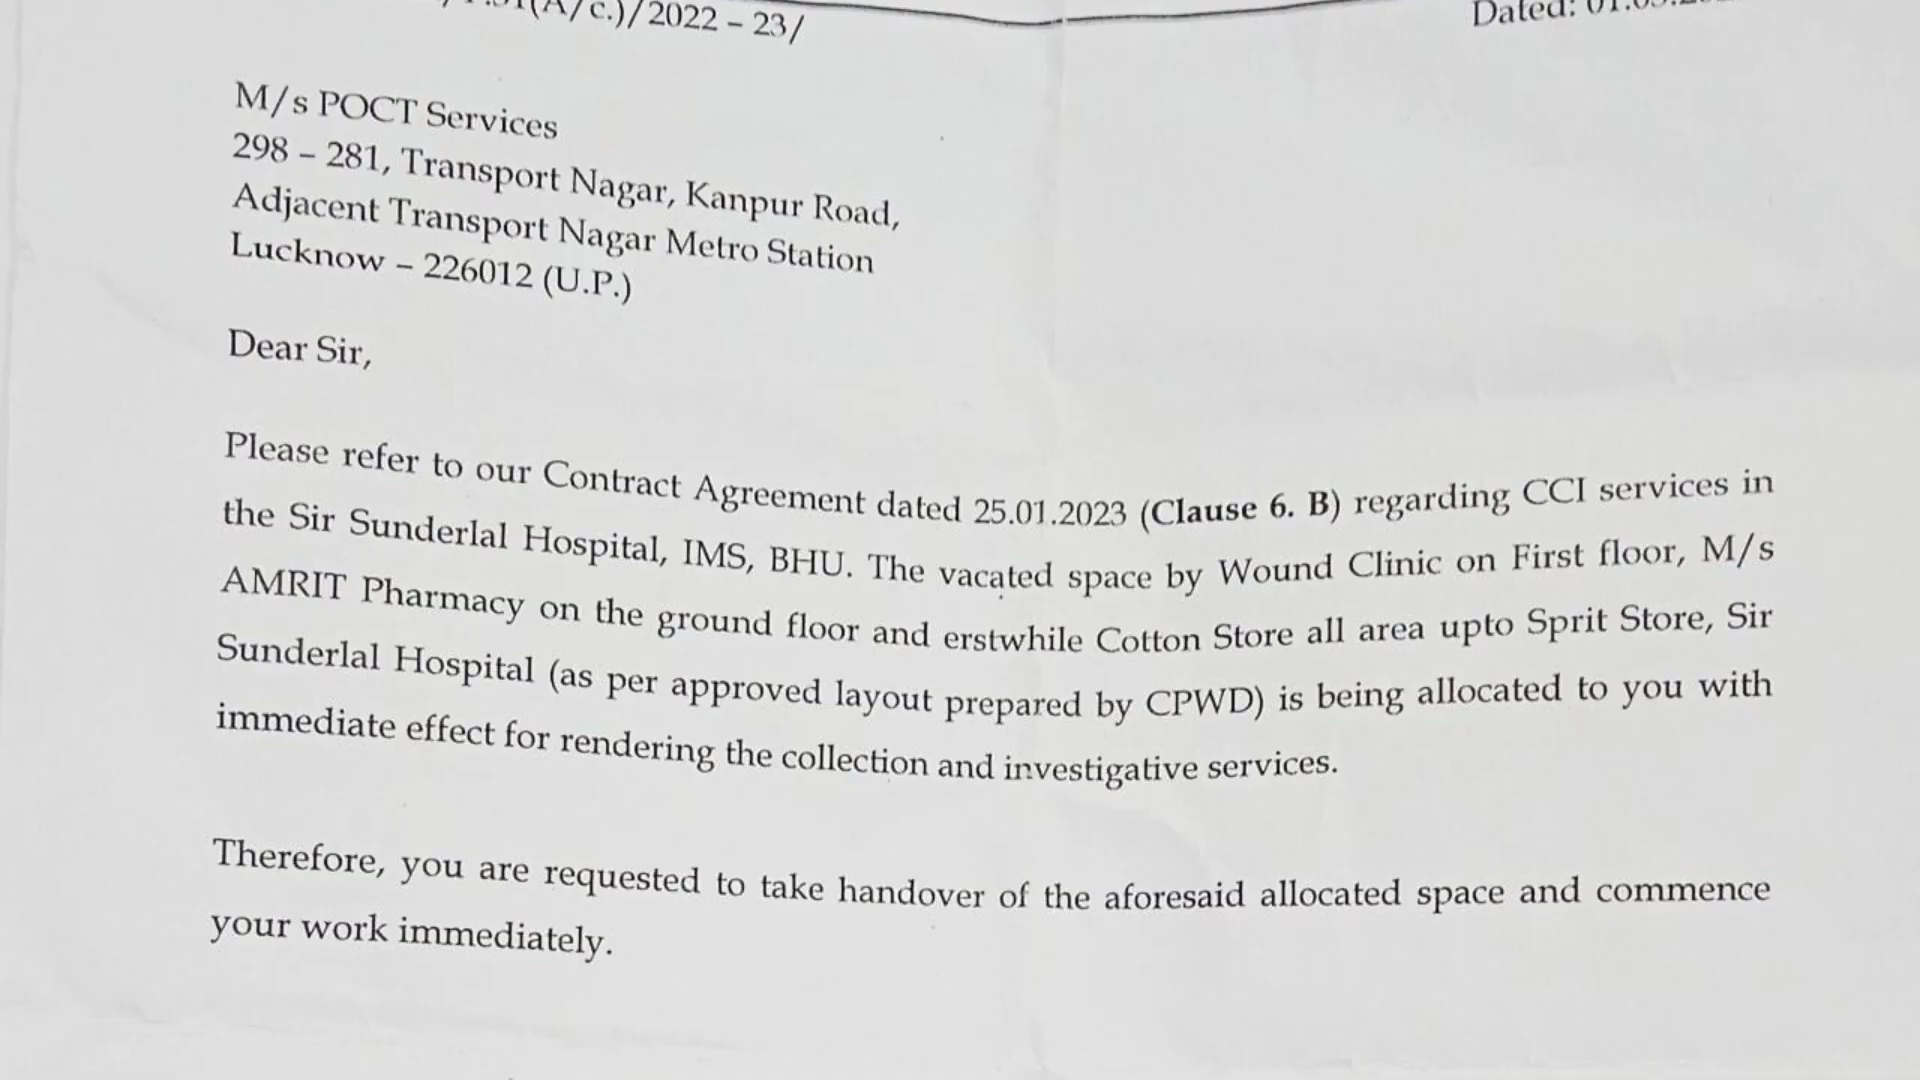 (A/c.)/2022 – 23/
Dated: 01.
M/s POCT Services
298 – 281, Transport Nagar, Kanpur Road,
Adjacent Transport Nagar Metro Station
Lucknow – 226012 (U.P.)
Dear Sir,
Please refer to our Contract Agreement dated 25.01.2023 (Clause 6. B) regarding CCI services in
the Sir Sunderlal Hospital, IMS, BHU. The vacated space by Wound Clinic on First floor, M/s
AMRIT Pharmacy on the ground floor and erstwhile Cotton Store all area upto Sprit Store, Sir
Sunderlal Hospital (as per approved layout prepared by CPWD) is being allocated to you with
immediate effect for rendering the collection and investigative services.
Therefore, you are requested to take handover of the aforesaid allocated space and commence
your work immediately.